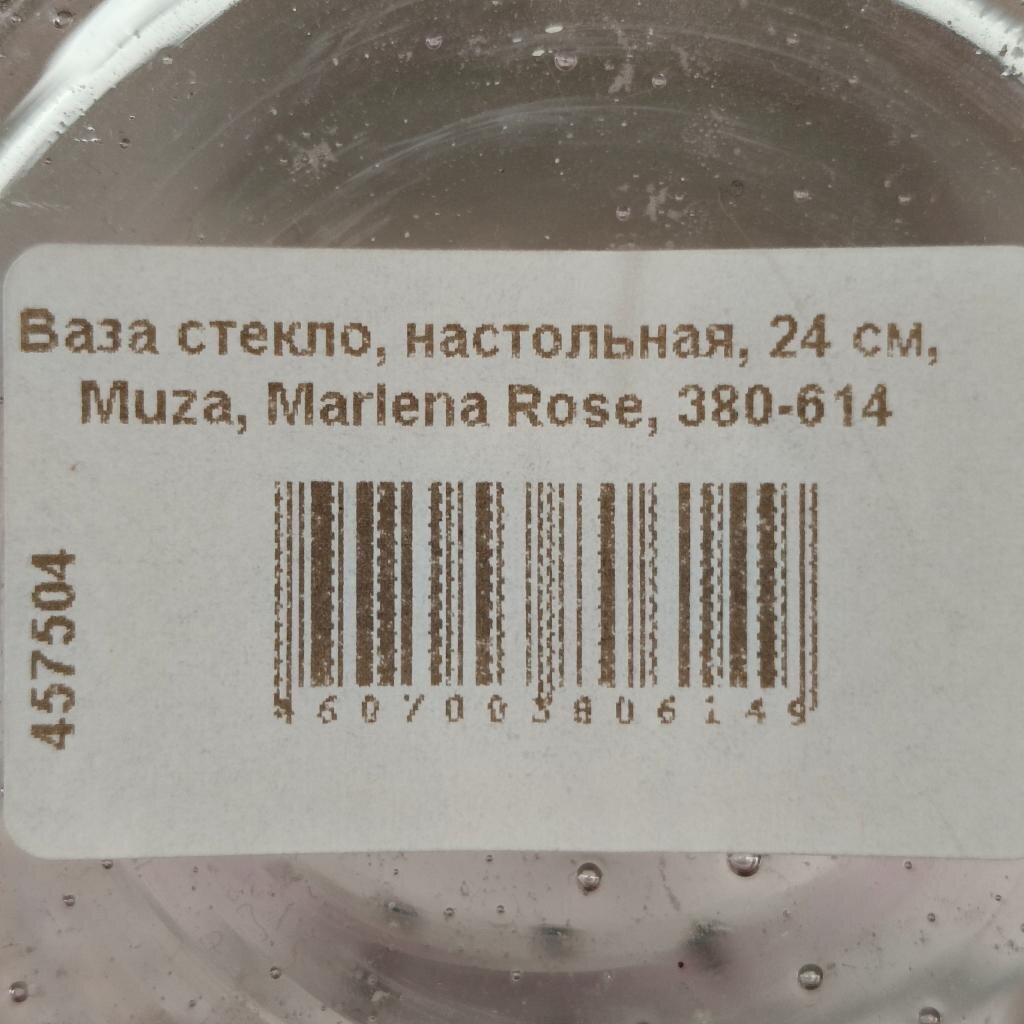 Ваза стекло, настольная, 24 см,
Muza, Marlena Rose, 380-614
457504
4607003806149